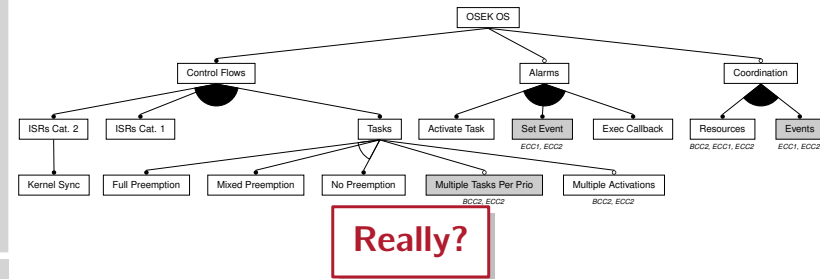 OSEK OS
Control Flows
Alarms
Coordination
ISRs Cat. 2
ISRs Cat. 1
Tasks
Activate Task
Set Event
Exec Callback
Resources
Events
ECC1, ECC2
BCC2, ECC1, ECC2
ECC1, ECC2
Kernel Sync
Full Preemption
Mixed Preemption
No Preemption
Multiple Tasks Per Prio
Multiple Activations
BCC2, ECC2
BCC2, ECC2
Really?